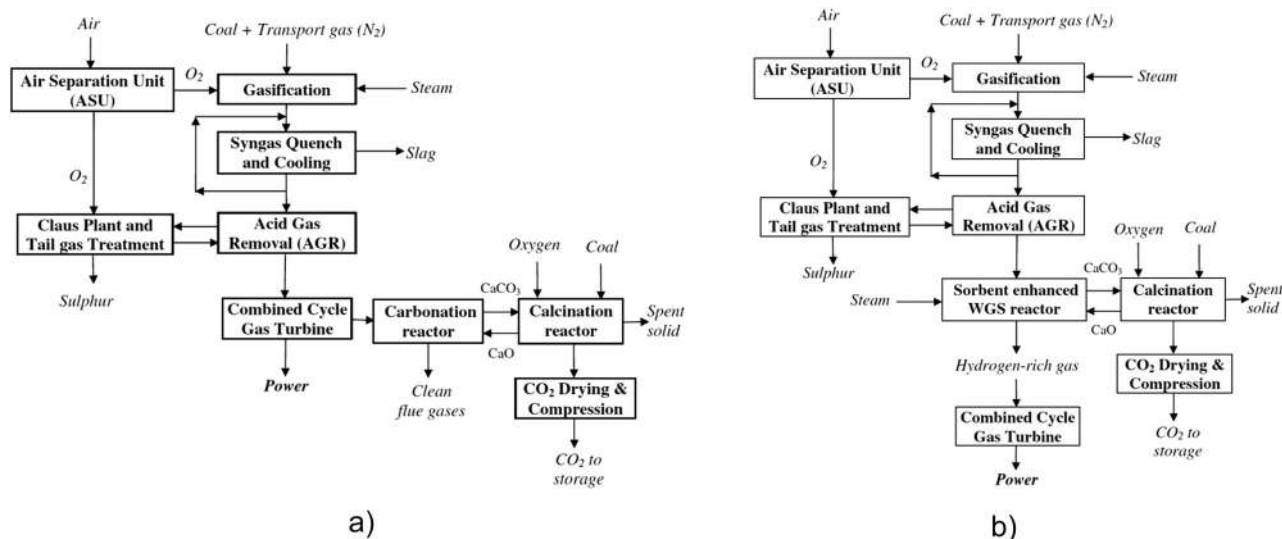 Air
Coal + Transport gas (N₂)
Air Separation Unit
(ASU)
O₂
Gasification
Steam
Syngas Quench
and Cooling
Slag
O₂
Claus Plant and
Tail gas Treatment
Acid Gas
Removal (AGR)
Sulphur
Oxygen
Coal
CaCO₃
Combined Cycle
Gas Turbine
Carbonation
reactor
Calcination
reactor
Spent
solid
CaO
Power
Clean
flue gases
CO₂ Drying &
Compression
CO₂ to
storage
a)
Air
Coal + Transport gas (N₂)
Air Separation Unit
(ASU)
O₂
Gasification
Steam
Syngas Quench
and Cooling
Slag
O₂
Claus Plant and
Tail gas Treatment
Acid Gas
Removal (AGR)
Sulphur
Oxygen
Coal
CaCO₃
Steam
Sorbent enhanced
WGS reactor
Calcination
reactor
Spent
solid
CaO
Hydrogen-rich gas
CO₂ Drying &
Compression
Combined Cycle
Gas Turbine
CO₂ to
storage
Power
b)